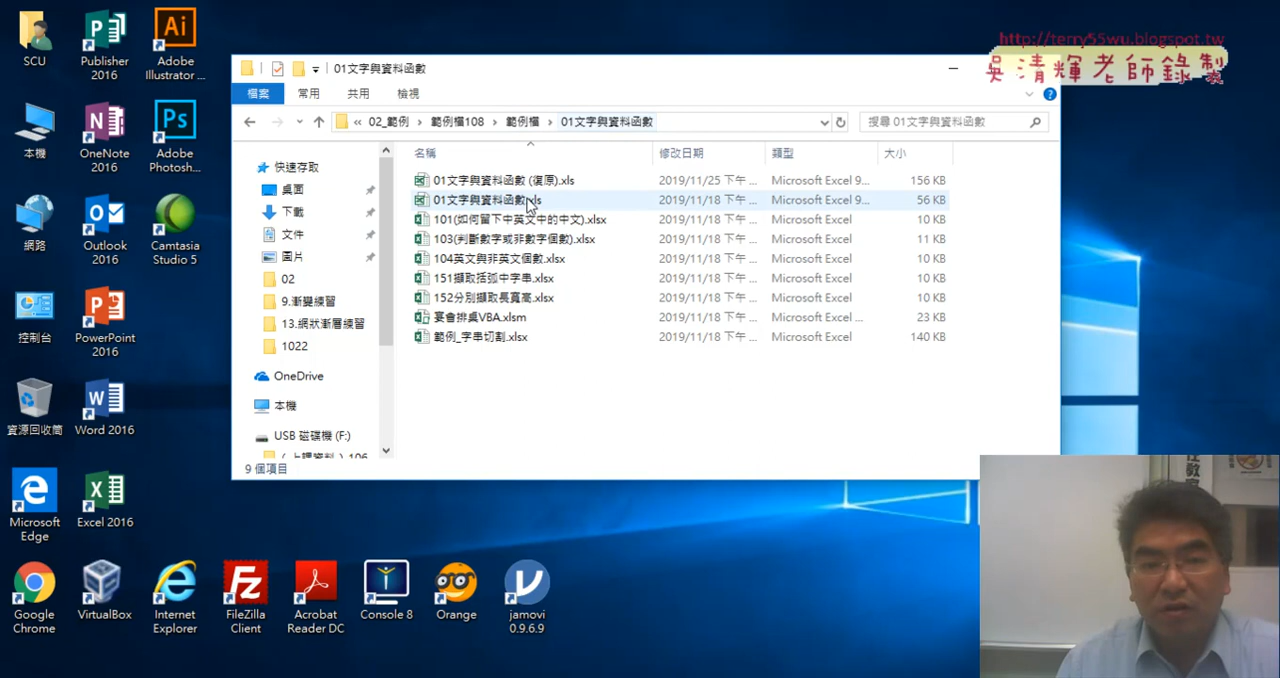 http://terry55wu.blogspot.tw
吳清輝老師錄製
SCU
Publisher 2016
Adobe Illustrator ...
本機
OneNote 2016
Adobe Photosh...
網路
Outlook 2016
Camtasia Studio 5
控制台
PowerPoint 2016
資源回收筒
Word 2016
Microsoft Edge
Excel 2016
Google Chrome
VirtualBox
Internet Explorer
FileZilla Client
Acrobat Reader DC
Console 8
Orange
jamovi 0.9.6.9
01文字與資料函數
檔案 常用 共用 檢視
« 02_範例 › 範例檔108 › 範例檔 › 01文字與資料函數
搜尋 01文字與資料函數
名稱 修改日期 類型 大小
快速存取
桌面
下載
文件
圖片
02
9.漸變練習
13.網狀漸層練習
1022
OneDrive
本機
USB 磁碟機 (F:)
01文字與資料函數 (復原).xls 2019/11/25 下午 ... Microsoft Excel 9... 156 KB
01文字與資料函數.xls 2019/11/18 下午 ... Microsoft Excel 9... 56 KB
101(如何留下中英文中的中文).xlsx 2019/11/18 下午 ... Microsoft Excel 10 KB
103(判斷數字或非數字個數).xlsx 2019/11/18 下午 ... Microsoft Excel 11 KB
104英文與非英文個數.xlsx 2019/11/18 下午 ... Microsoft Excel 10 KB
151擷取括弧中字串.xlsx 2019/11/18 下午 ... Microsoft Excel 10 KB
152分別擷取長寬高.xlsx 2019/11/18 下午 ... Microsoft Excel 10 KB
宴會排桌VBA.xlsm 2019/11/18 下午 ... Microsoft Excel ... 23 KB
範例_字串切割.xlsx 2019/11/18 下午 ... Microsoft Excel 140 KB
9 個項目